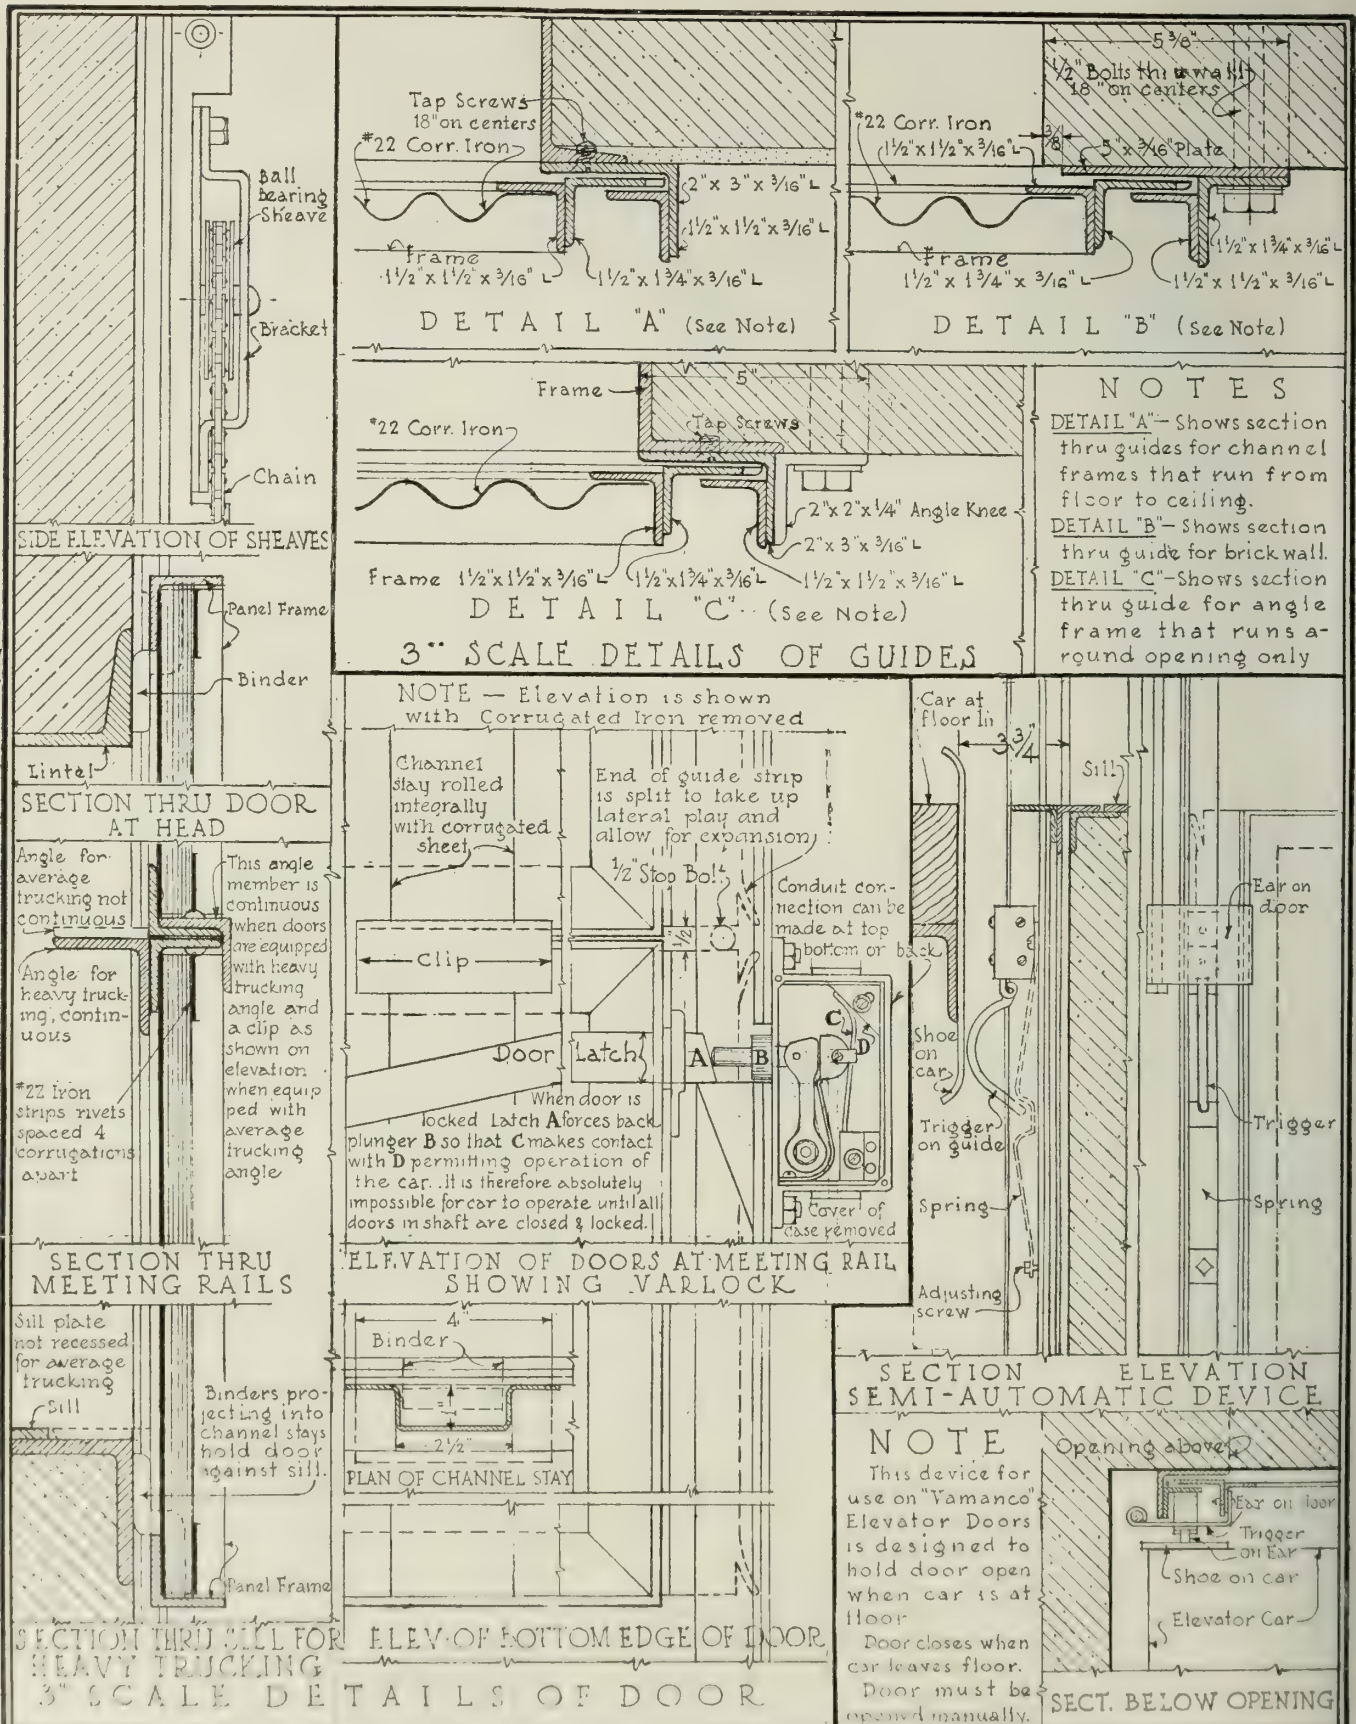 Ball
Bearing
Sheave
Bracket
Chain
SIDE ELEVATION OF SHEAVES
Panel Frame
Binder
Lintel
SECTION THRU DOOR
AT HEAD
Angle for
average
trucking not
continuous
Angle for
heavy truck-
ing, contin-
uous
#22 Iron
strips rivets
spaced 4
corrugations
apart
This angle
member is
continuous
when doors
are equipped
with heavy
trucking
angle and
a clip as
shown on
elevation
when equip
ped with
average
trucking
angle
SECTION THRU
MEETING RAILS
Sill plate
not recessed
for average
trucking
Sill
Binders pro-
jecting into
channel stays
hold door
against sill.
Panel Frame
SECTION THRU SILL FOR
HEAVY TRUCKING
Tap Screws
18" on centers
#22 Corr. Iron
2" x 3" x 3/16" L
1 1/2" x 1 1/2" x 3/16" L
Frame
1 1/2" x 1 1/2" x 3/16" L
1 1/2" x 1 3/4" x 3/16" L
DETAIL "A" (See Note)
5 3/8"
1/2" Bolts thru wall
18" on centers
#22 Corr. Iron
3/8
1 1/2" x 1 1/2" x 3/16" L
5" x 3/16" Plate
1 1/2" x 1 3/4" x 3/16" L
Frame
1 1/2" x 1 3/4" x 3/16" L
1 1/2" x 1 1/2" x 3/16" L
DETAIL "B" (See Note)
Frame
5"
#22 Corr. Iron
Tap Screws
2" x 2" x 1/4" Angle Knee
2" x 3" x 3/16" L
Frame 1 1/2" x 1 1/2" x 3/16" L
1 1/2" x 1 3/4" x 3/16" L
1 1/2" x 1 1/2" x 3/16" L
DETAIL "C" (See Note)
3" SCALE DETAILS OF GUIDES
NOTES
DETAIL "A" - Shows section
thru guides for channel
frames that run from
floor to ceiling.
DETAIL "B" - Shows section
thru guide for brick wall.
DETAIL "C" - Shows section
thru guide for angle
frame that runs a-
round opening only
NOTE — Elevation is shown
with Corrugated Iron removed
Channel
stay rolled
integrally
with corrugated
sheet
End of guide strip
is split to take up
lateral play and
allow for expansion
1/2" Stop Bolt
1/2"
Conduit con-
nection can be
made at top
bottom or back
Clip
Door Latch
A
B
C
D
When door is
locked Latch A forces back
plunger B so that C makes contact
with D permitting operation of
the car. It is therefore absolutely
impossible for car to operate until all
doors in shaft are closed & locked.
Cover of
case removed
ELEVATION OF DOORS AT MEETING RAIL
SHOWING VARLOCK
4"
Binder
1"
2 1/2"
PLAN OF CHANNEL STAY
ELEV. OF BOTTOM EDGE OF DOOR
3" SCALE DETAILS OF DOOR
Car at
floor lin
3 3/4
Sill
Ear on
door
Shoe
on
car
Trigger
on guide
Trigger
Spring
Spring
Adjusting
screw
SECTION ELEVATION
SEMI-AUTOMATIC DEVICE
NOTE
This device for
use on "Vamanco"
Elevator Doors
is designed to
hold door open
when car is at
floor
Door closes when
car leaves floor.
Door must be
opened manually.
Opening above
Ear on door
Trigger
on Ear
Shoe on car
Elevator Car
SECT. BELOW OPENING